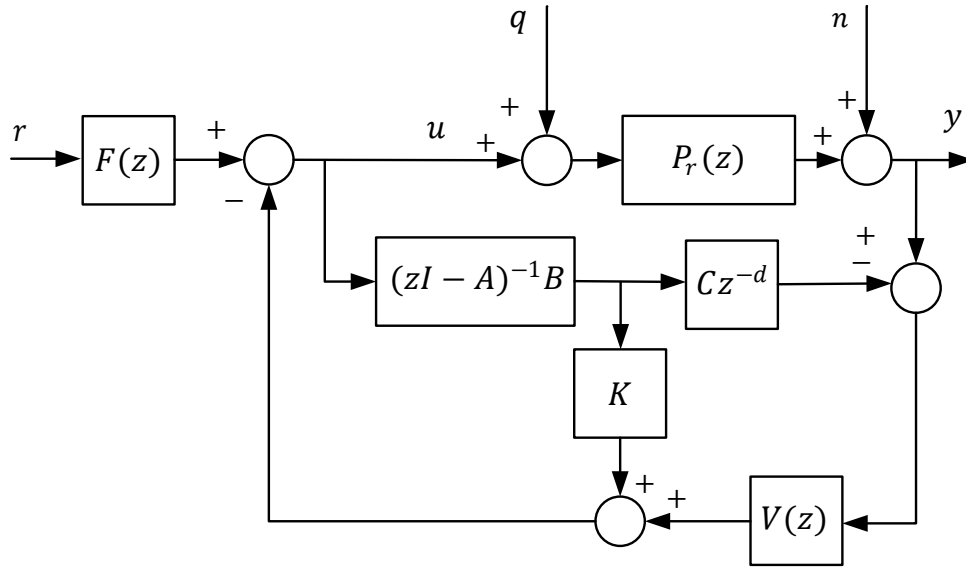 q
n
r
F(z)
+
−
u
+
+
P_r(z)
+
+
y
(zI − A)^{-1}B
Cz^{-d}
+
−
K
+
+
V(z)